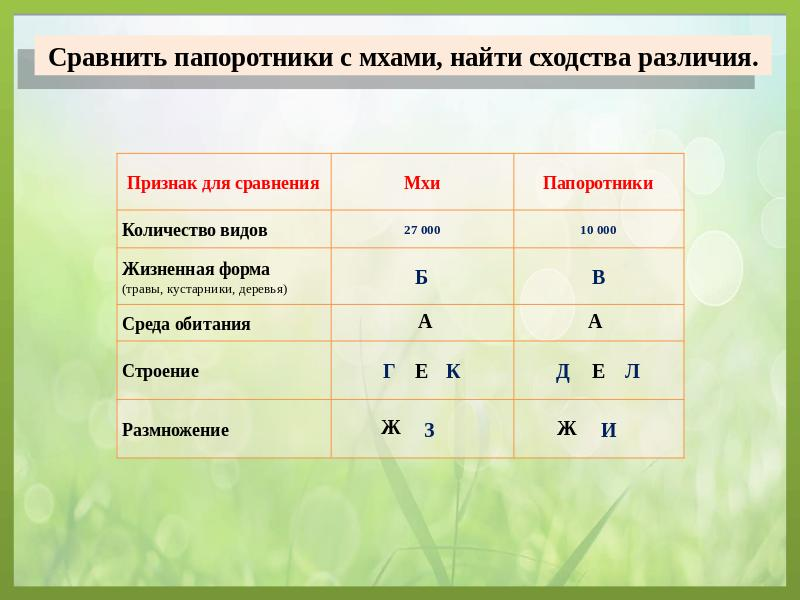 Сравнить папоротники с мхами, найти сходства различия.
Признак для сравнения Мхи Папоротники
Количество видов 27 000 10 000
Жизненная форма
(травы, кустарники, деревья) Б В
Среда обитания А А
Строение Г Е К Д Е Л
Размножение Ж З Ж И